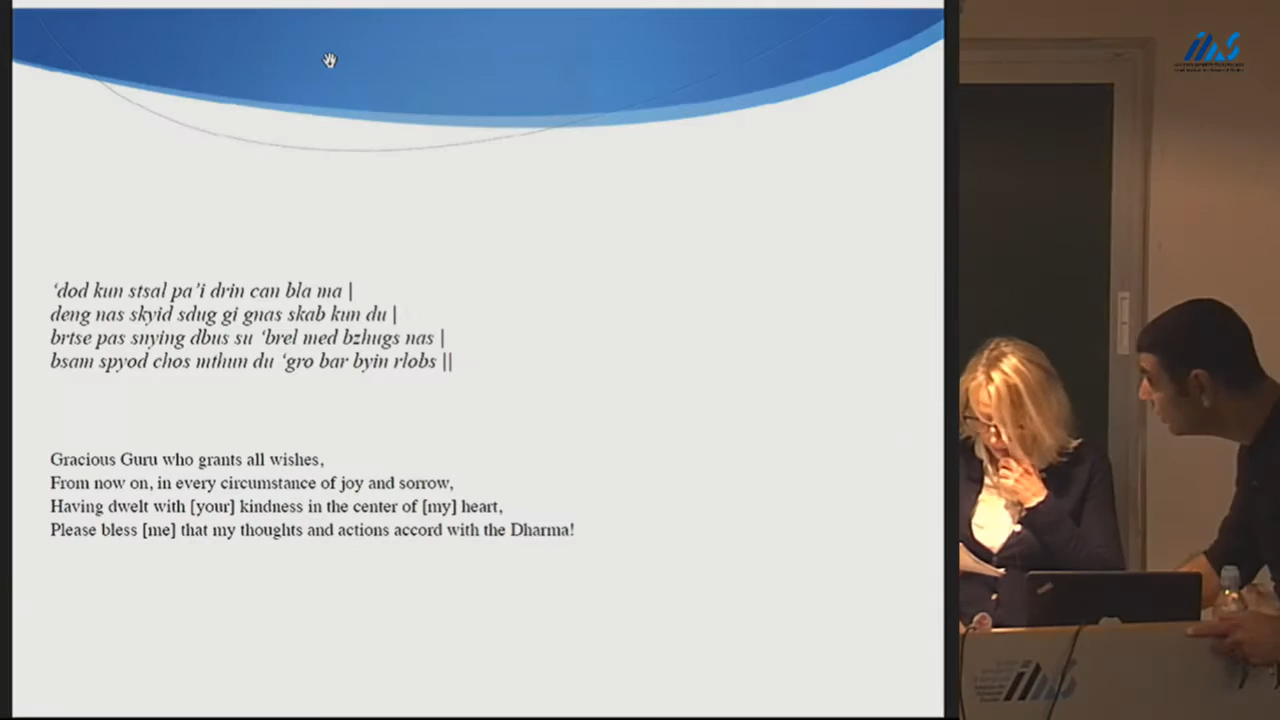 ‘dod kun stsal pa’i drin can bla ma |
deng nas skyid sdug gi gnas skab kun du |
brtse pas snying dbus su ‘brel med bzhugs nas |
bsam spyod chos mthun du ‘gro bar byin rlobs ||
Gracious Guru who grants all wishes,
From now on, in every circumstance of joy and sorrow,
Having dwelt with [your] kindness in the center of [my] heart,
Please bless [me] that my thoughts and actions accord with the Dharma!